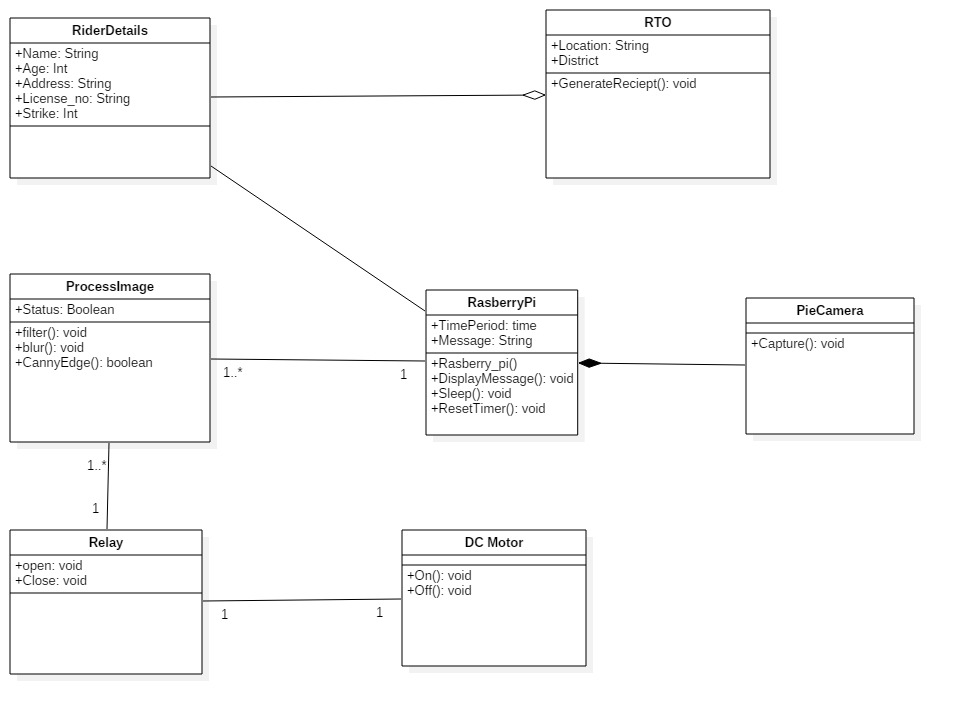 RiderDetails
+Name: String
+Age: Int
+Address: String
+License_no: String
+Strike: Int
RTO
+Location: String
+District
+GenerateReciept(): void
ProcessImage
+Status: Boolean
+filter(): void
+blur(): void
+CannyEdge(): boolean
1..*
1
RasberryPi
+TimePeriod: time
+Message: String
+Rasberry_pi()
+DisplayMessage(): void
+Sleep(): void
+ResetTimer(): void
PieCamera
+Capture(): void
1..*
1
Relay
+open: void
+Close: void
1
1
DC Motor
+On(): void
+Off(): void